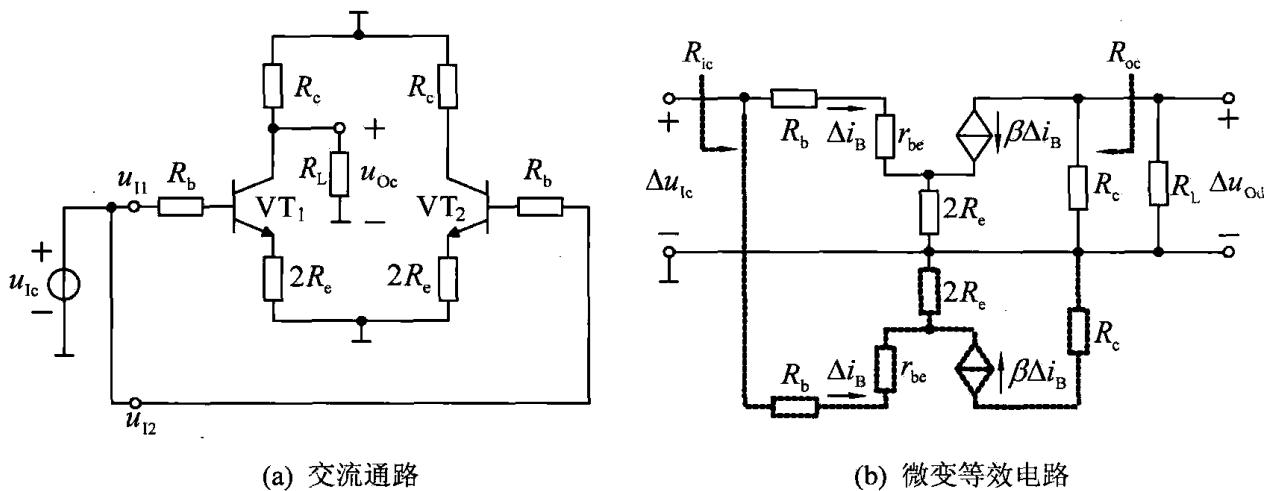 R_c
R_c
+
R_L
u_Oc
−
u_I1
R_b
VT_1
VT_2
R_b
+
u_Ic
−
2R_e
2R_e
u_I2
(a) 交流通路
R_ic
R_oc
+
R_b
Δi_B
r_be
βΔi_B
+
Δu_Ic
2R_e
R_c
R_L
Δu_Od
−
−
2R_e
R_c
R_b
Δi_B
r_be
βΔi_B
(b) 微变等效电路